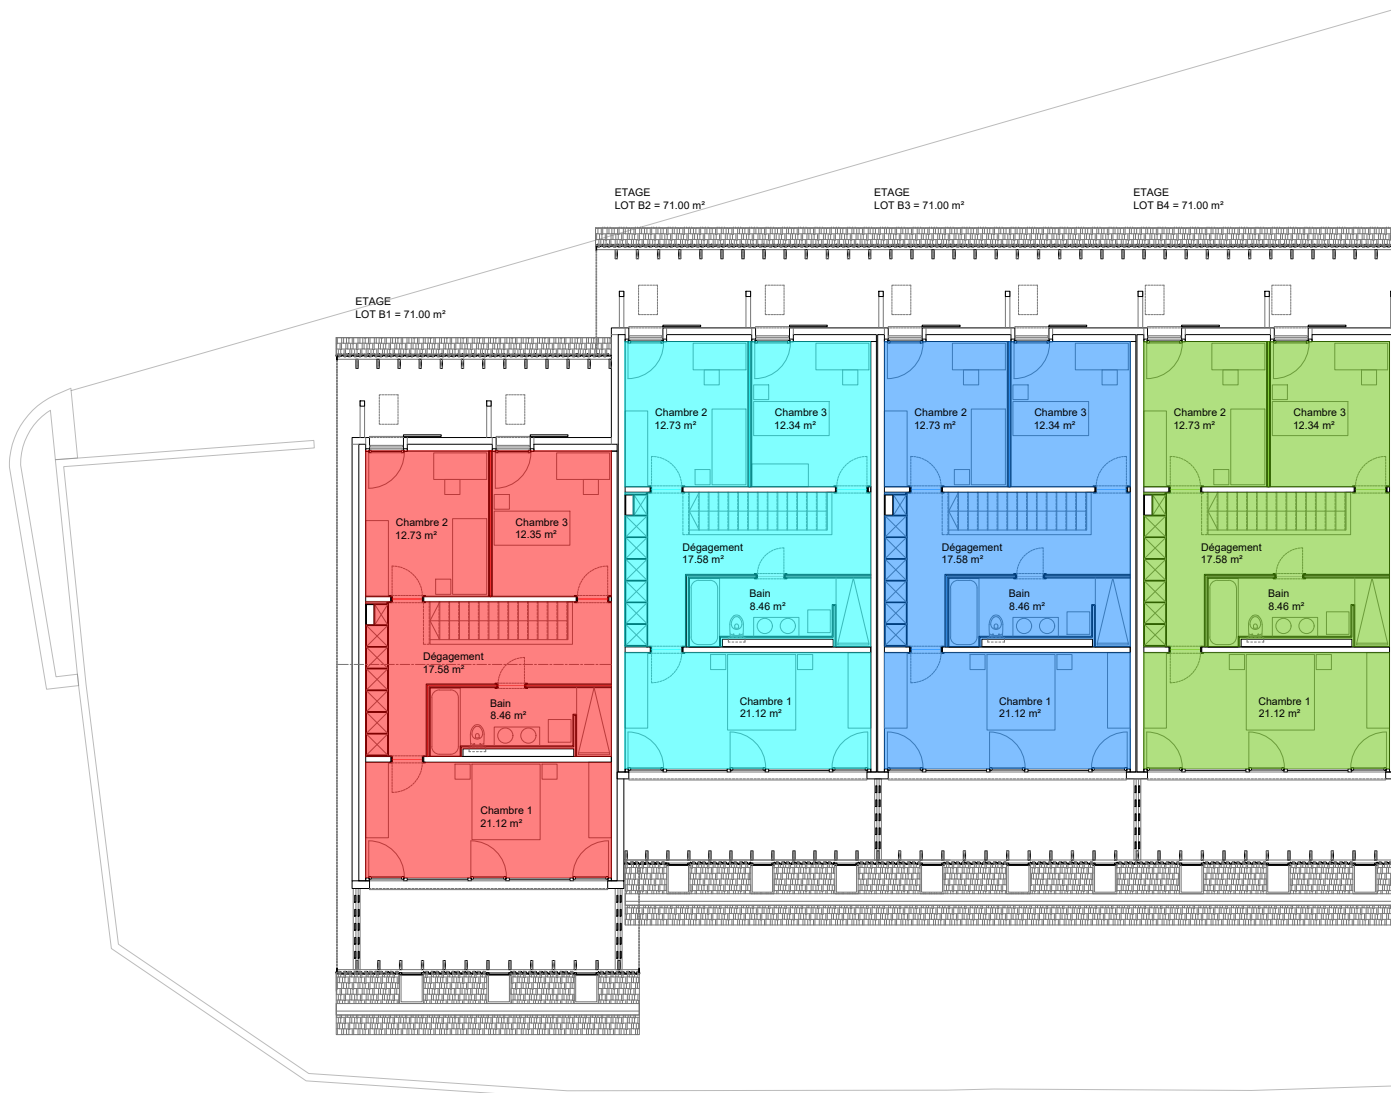 ETAGE
LOT B2 = 71.00 m²
ETAGE
LOT B3 = 71.00 m²
ETAGE
LOT B4 = 71.00 m²
ETAGE
LOT B1 = 71.00 m²
Chambre 2
12.73 m²
Chambre 3
12.34 m²
Chambre 2
12.73 m²
Chambre 3
12.34 m²
Chambre 2
12.73 m²
Chambre 3
12.34 m²
Chambre 2
12.73 m²
Chambre 3
12.35 m²
Dégagement
17.58 m²
Dégagement
17.58 m²
Dégagement
17.58 m²
Bain
8.46 m²
Bain
8.46 m²
Bain
8.46 m²
Dégagement
17.58 m²
Bain
8.46 m²
Chambre 1
21.12 m²
Chambre 1
21.12 m²
Chambre 1
21.12 m²
Chambre 1
21.12 m²